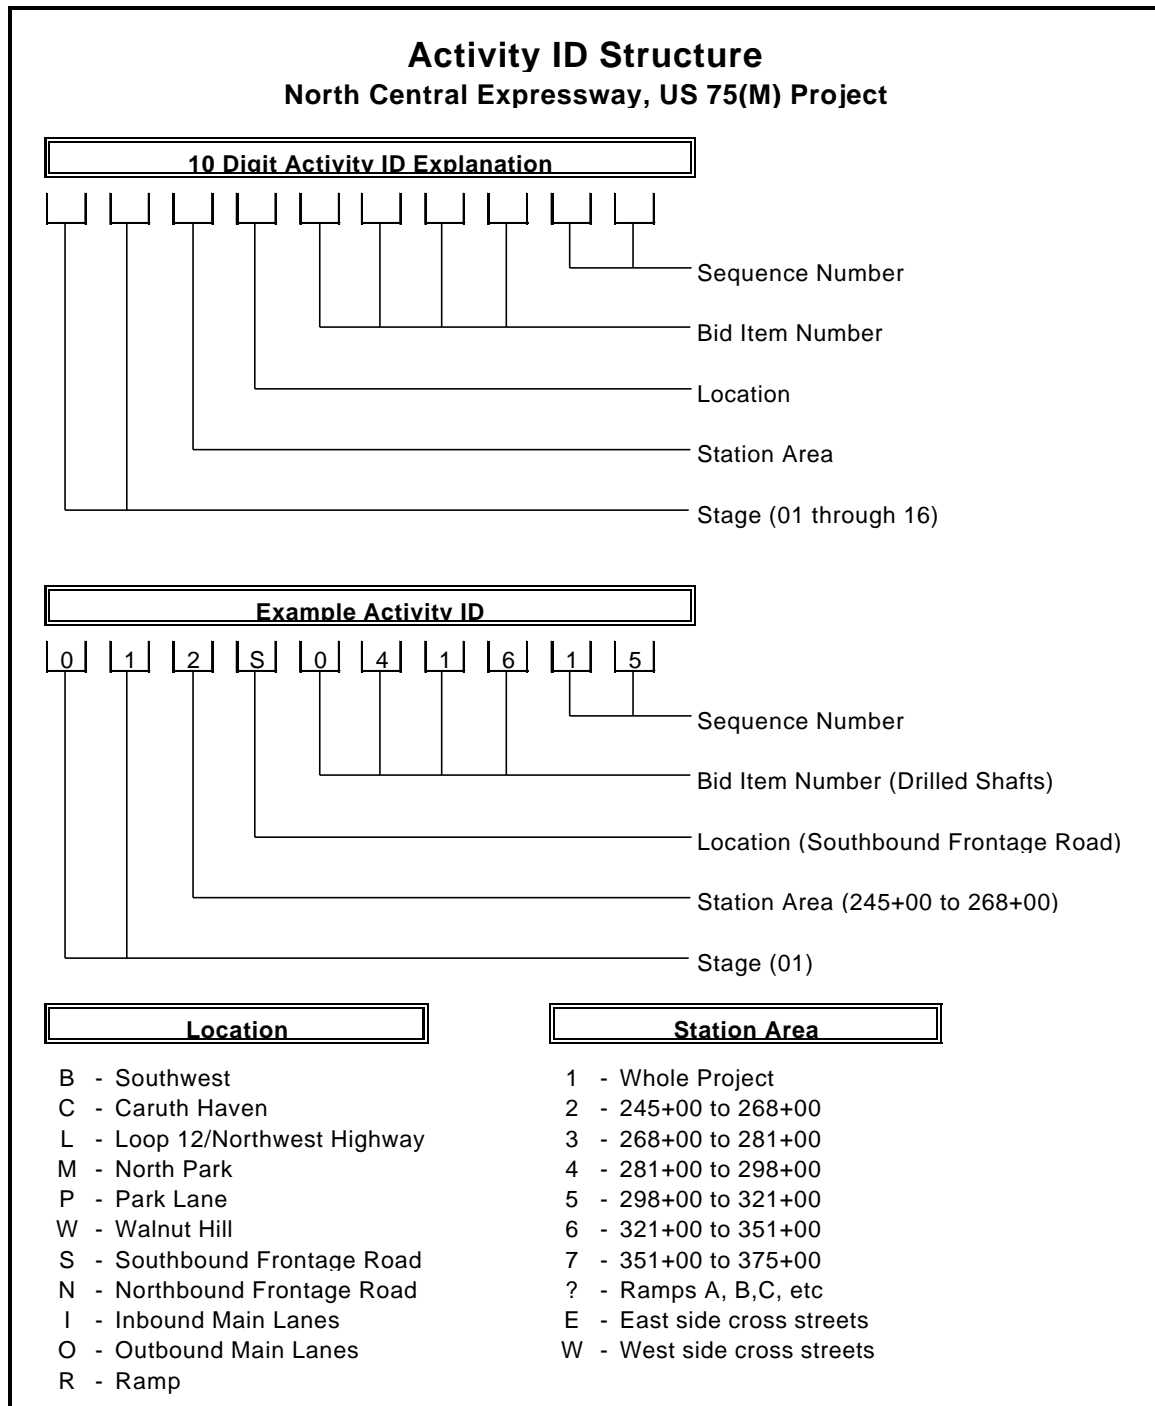 Activity ID Structure
North Central Expressway, US 75(M) Project
10 Digit Activity ID Explanation
Sequence Number
Bid Item Number
Location
Station Area
Stage (01 through 16)
Example Activity ID
0 1 2 S 0 4 1 6 1 5
Sequence Number
Bid Item Number (Drilled Shafts)
Location (Southbound Frontage Road)
Station Area (245+00 to 268+00)
Stage (01)
Location
B - Southwest
C - Caruth Haven
L - Loop 12/Northwest Highway
M - North Park
P - Park Lane
W - Walnut Hill
S - Southbound Frontage Road
N - Northbound Frontage Road
I - Inbound Main Lanes
O - Outbound Main Lanes
R - Ramp
Station Area
1 - Whole Project
2 - 245+00 to 268+00
3 - 268+00 to 281+00
4 - 281+00 to 298+00
5 - 298+00 to 321+00
6 - 321+00 to 351+00
7 - 351+00 to 375+00
? - Ramps A, B,C, etc
E - East side cross streets
W - West side cross streets